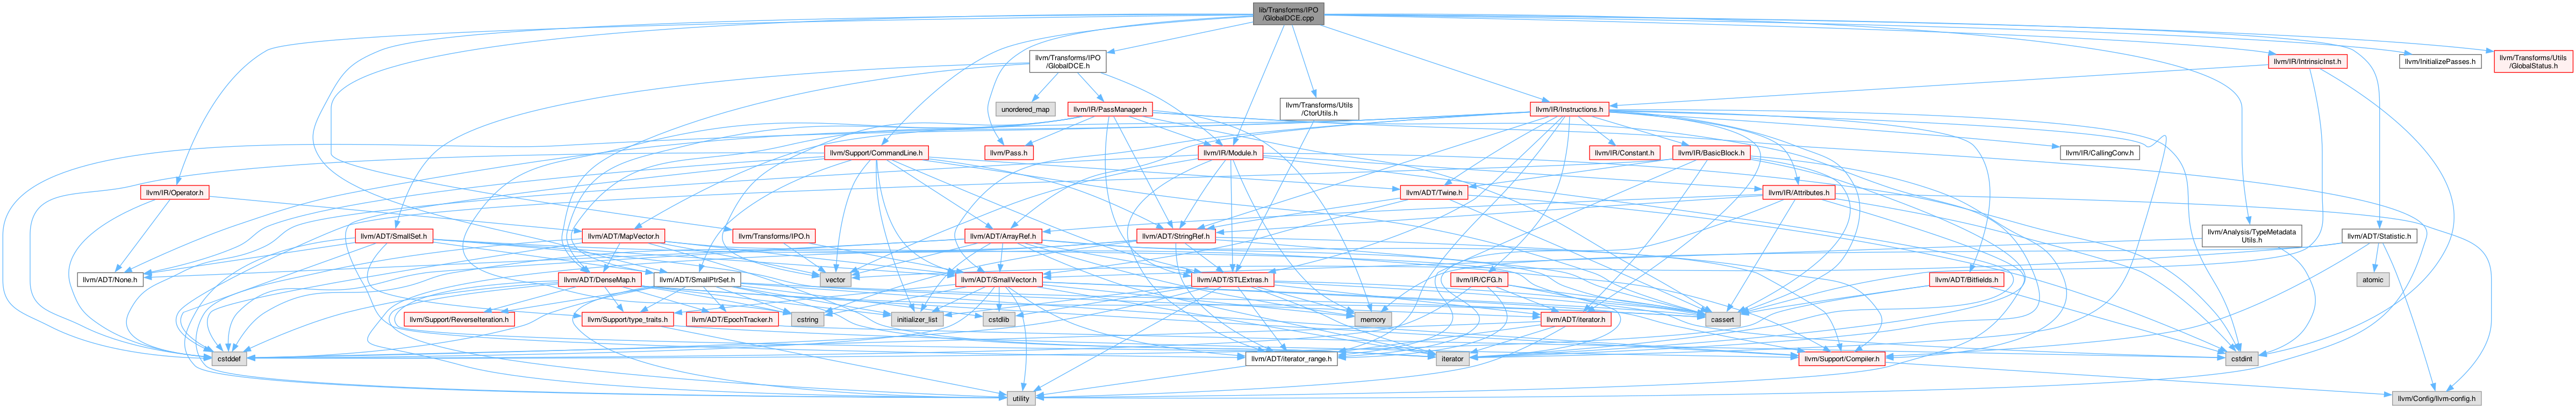 lib/Transforms/IPO
/GlobalDCE.cpp
llvm/Transforms/IPO
/GlobalDCE.h
llvm/IR/IntrinsicInst.h
llvm/InitializePasses.h
llvm/Transforms/Utils
/GlobalStatus.h
unordered_map
llvm/IR/PassManager.h
llvm/Transforms/Utils
/CtorUtils.h
llvm/IR/Instructions.h
llvm/Support/CommandLine.h
llvm/Pass.h
llvm/IR/Module.h
llvm/IR/Constant.h
llvm/IR/BasicBlock.h
llvm/IR/CallingConv.h
llvm/IR/Operator.h
llvm/ADT/Twine.h
llvm/IR/Attributes.h
llvm/ADT/SmallSet.h
llvm/ADT/MapVector.h
llvm/Transforms/IPO.h
llvm/ADT/ArrayRef.h
llvm/ADT/StringRef.h
llvm/Analysis/TypeMetadata
Utils.h
llvm/ADT/Statistic.h
llvm/ADT/None.h
llvm/ADT/DenseMap.h
llvm/ADT/SmallPtrSet.h
vector
llvm/ADT/SmallVector.h
llvm/ADT/STLExtras.h
llvm/IR/CFG.h
llvm/ADT/Bitfields.h
atomic
llvm/Support/ReverseIteration.h
llvm/Support/type_traits.h
llvm/ADT/EpochTracker.h
cstring
initializer_list
cstdlib
memory
llvm/ADT/iterator.h
cassert
cstddef
llvm/ADT/iterator_range.h
iterator
llvm/Support/Compiler.h
cstdint
utility
llvm/Config/llvm-config.h